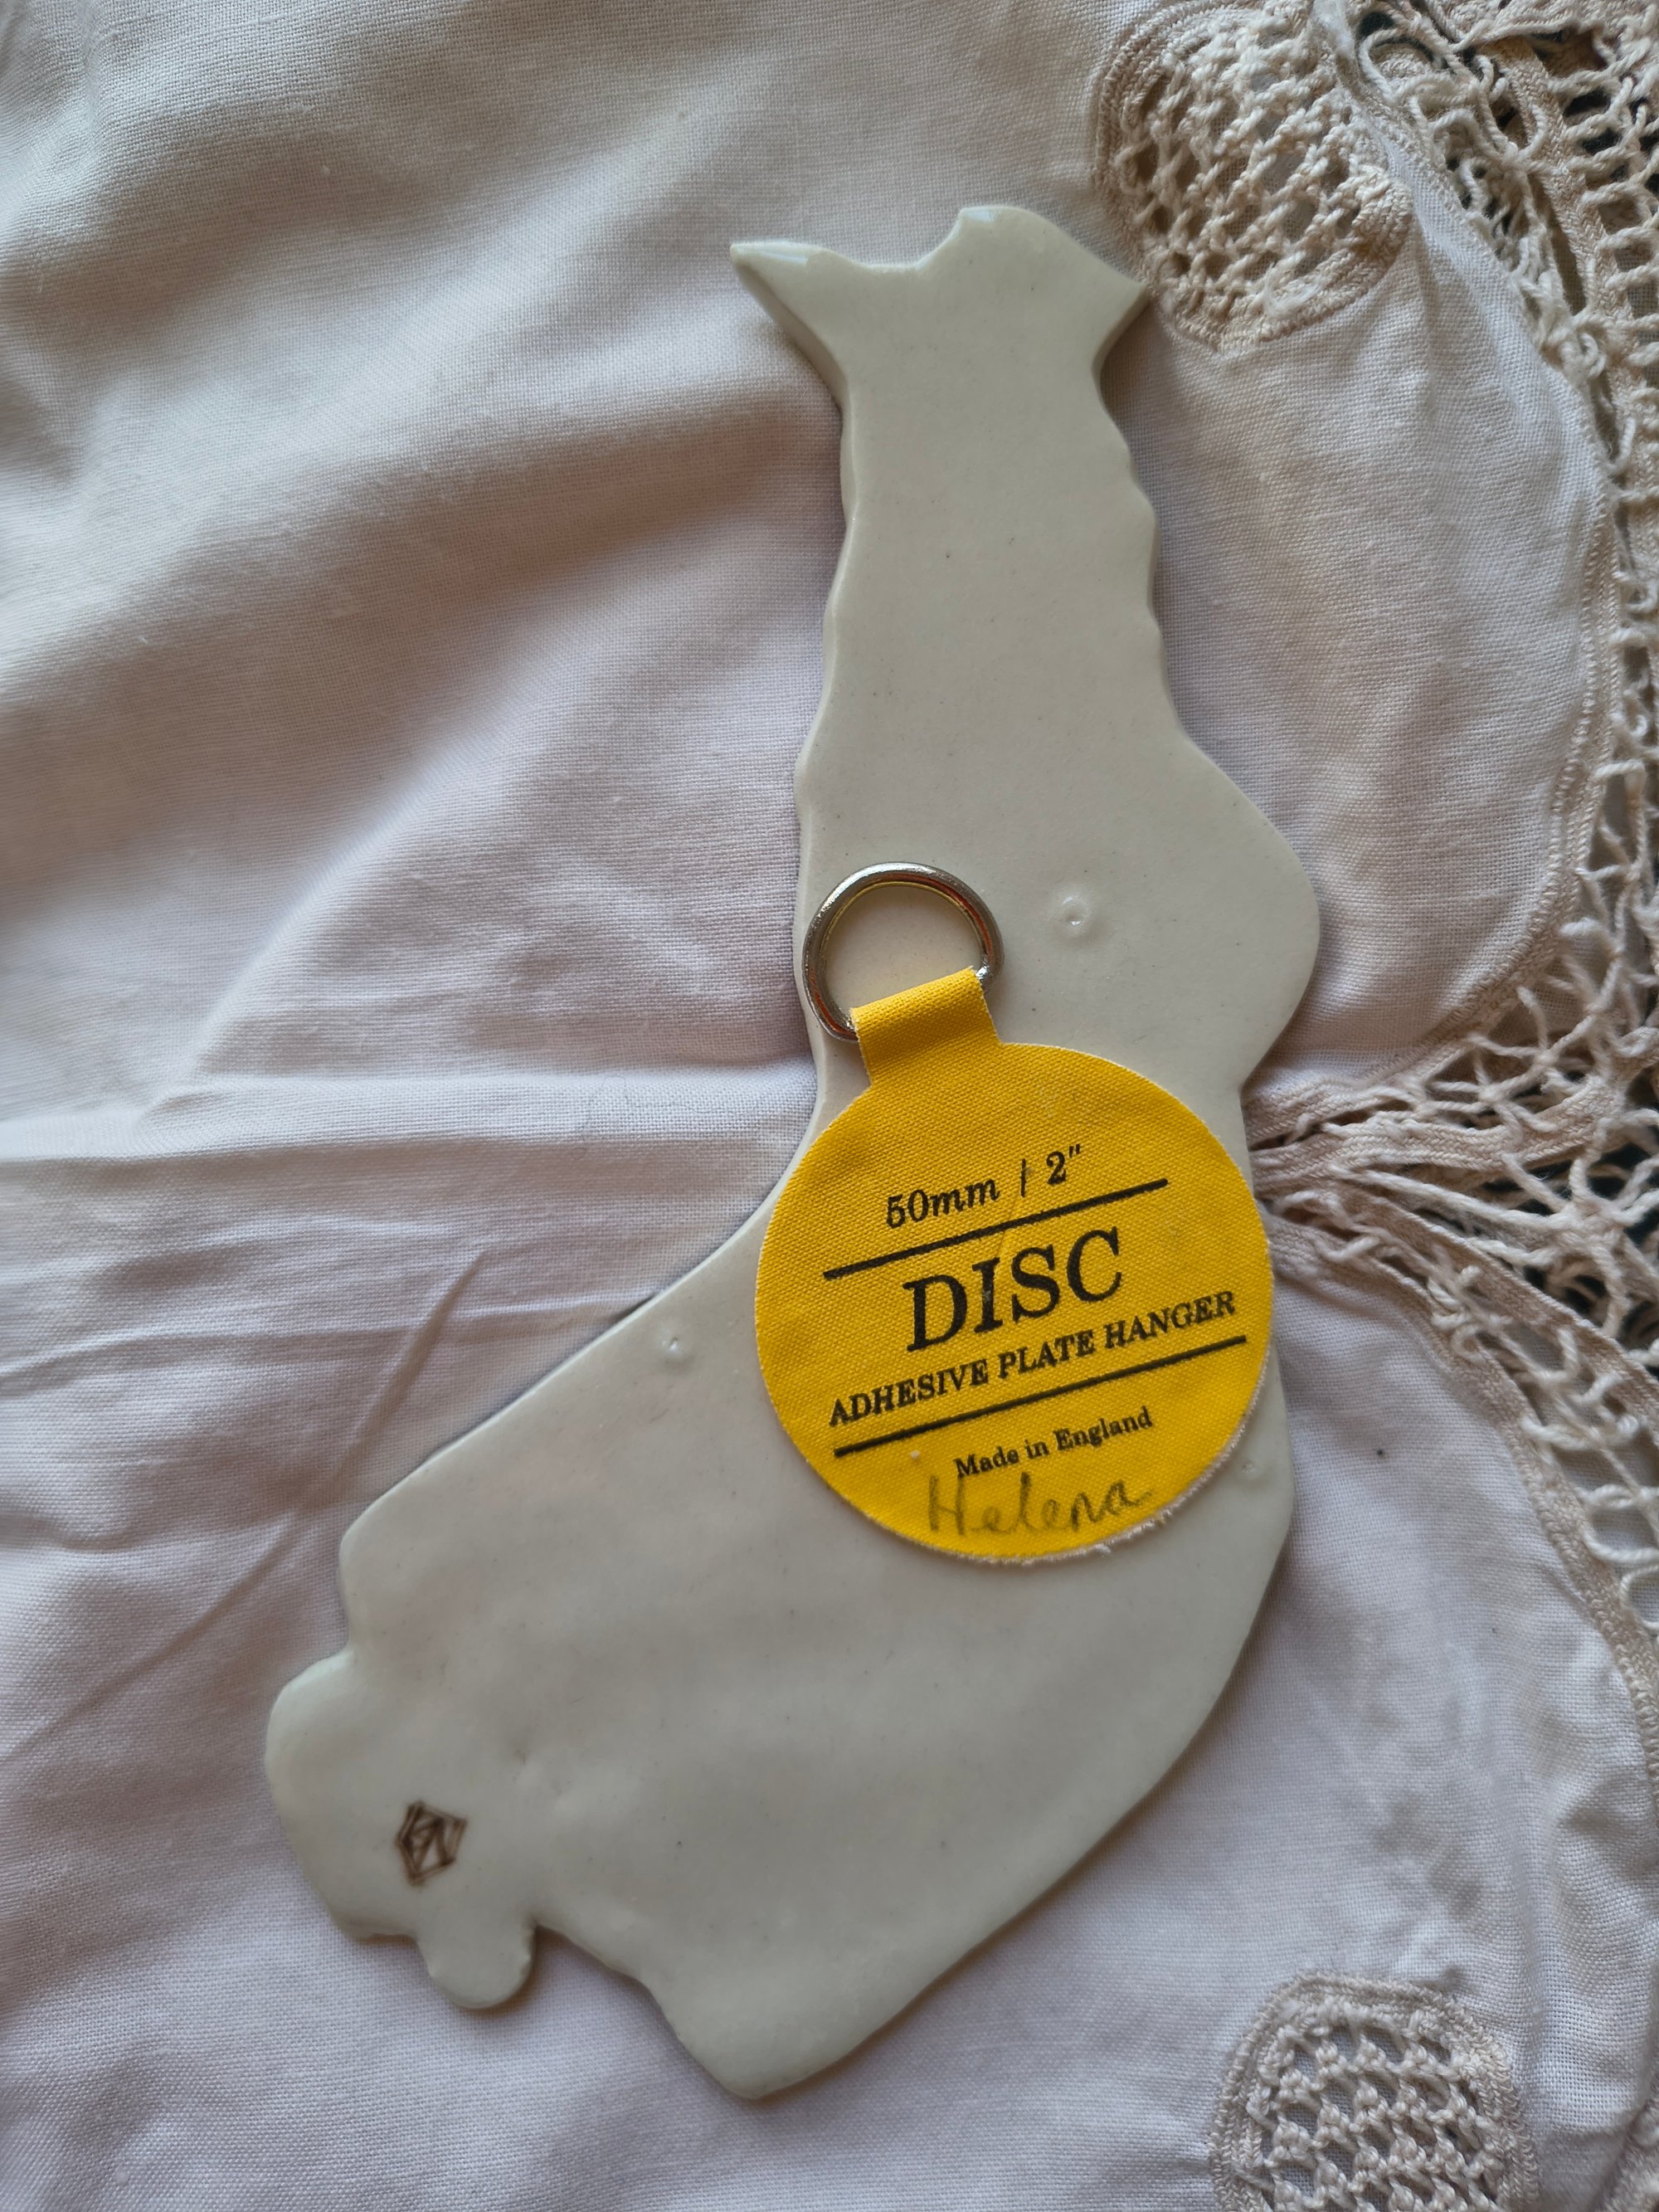 50mm / 2"
DISC
ADHESIVE PLATE HANGER
Made in England
Helena